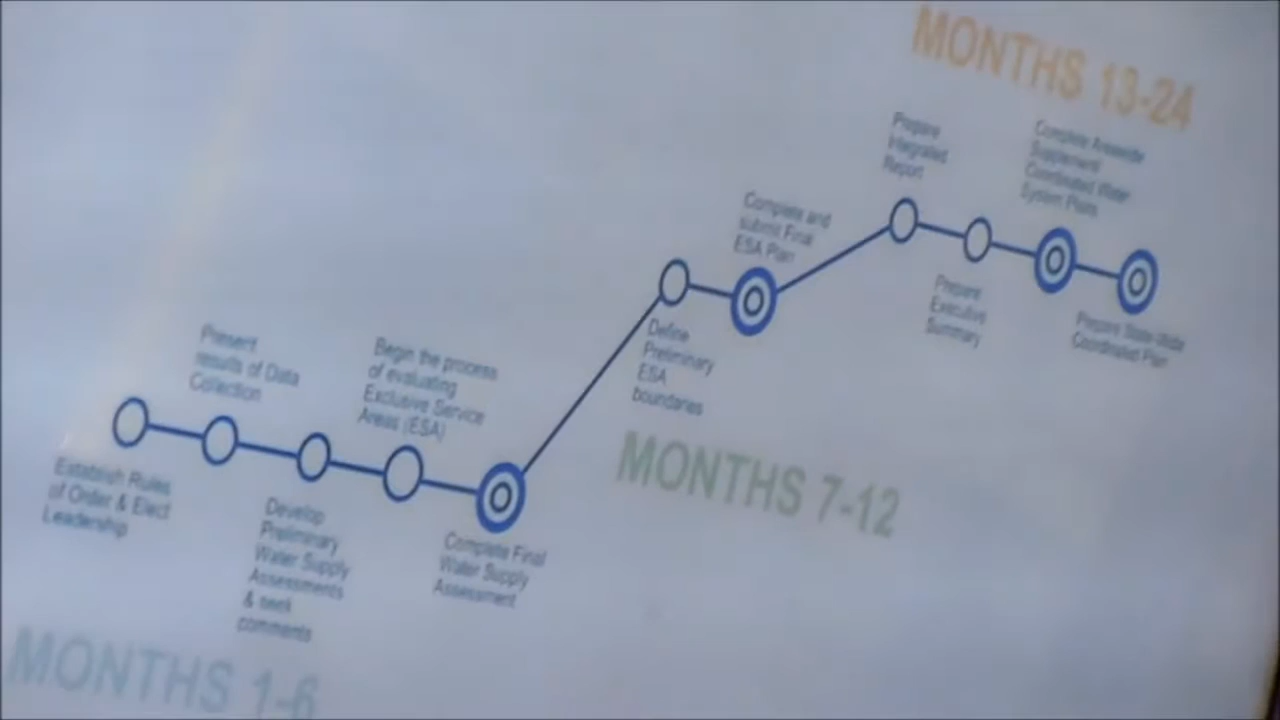 MONTHS 13-24
Prepare
Integrated
Report
Complete Areawide
Supplement/
Coordinated Water
System Plans
Complete and
submit Final
ESA Plan
Prepare
Executive
Summary
Prepare State-Wide
Coordinated Plan
Define
Preliminary
ESA
boundaries
MONTHS 7-12
Present
results of Data
Collection
Begin the process
of evaluating
Exclusive Service
Areas (ESA)
Establish Rules
of Order & Elect
Leadership
Develop
Preliminary
Water Supply
Assessments
& seek
comments
Complete Final
Water Supply
Assessment
MONTHS 1-6